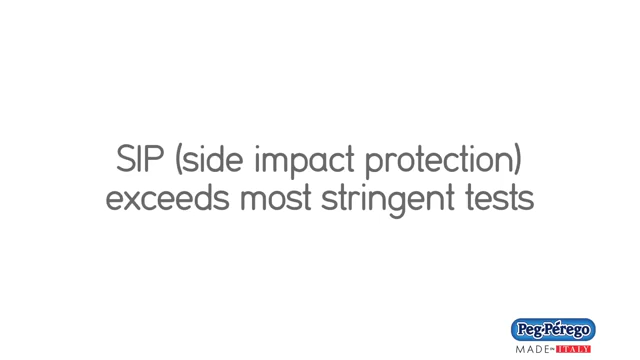 SIP (side impact protection)
exceeds most stringent tests
Peg-Pérego
MADE IN ITALY